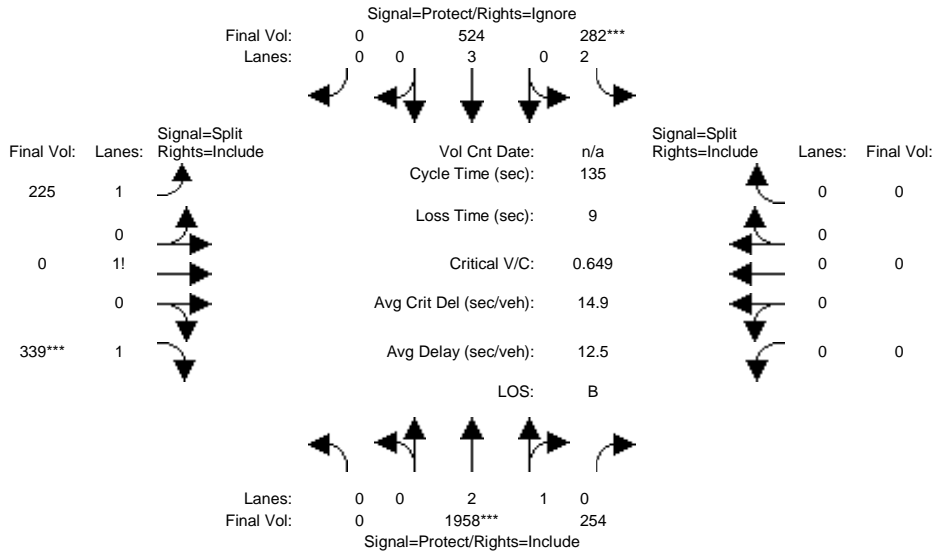 Signal=Protect/Rights=Ignore
Final Vol: 0 524 282***
Lanes: 0 0 3 0 2
Signal=Split
Final Vol: Lanes: Rights=Include
Signal=Split
Rights=Include Lanes: Final Vol:
Vol Cnt Date: n/a
Cycle Time (sec): 135
225 1
0 0
Loss Time (sec): 9
0
0
0 1!
Critical V/C: 0.649
0 0
0
Avg Crit Del (sec/veh): 14.9
0
339*** 1
Avg Delay (sec/veh): 12.5
0 0
LOS: B
Lanes: 0 0 2 1 0
Final Vol: 0 1958*** 254
Signal=Protect/Rights=Include